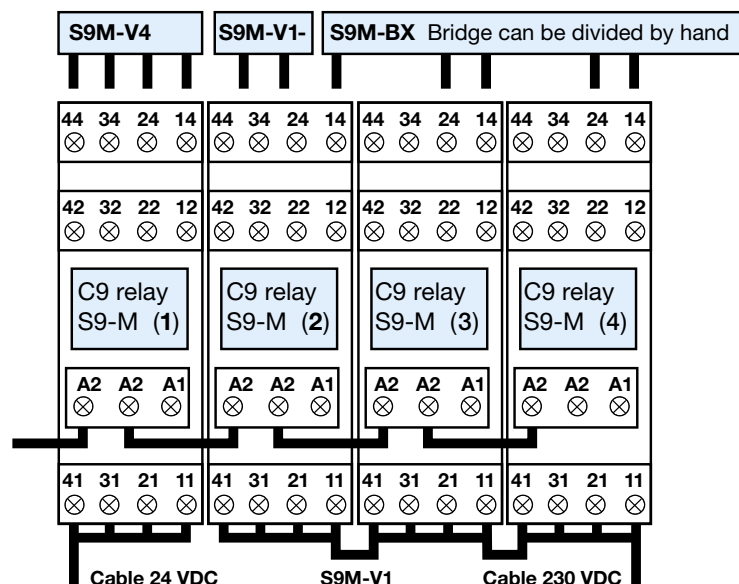 S9M-V4 S9M-V1- S9M-BX Bridge can be divided by hand
44 34 24 14 44 34 24 14 44 34 24 14 44 34 24 14
42 32 22 12 42 32 22 12 42 32 22 12 42 32 22 12
C9 relay C9 relay C9 relay C9 relay
S9-M (1) S9-M (2) S9-M (3) S9-M (4)
A2 A2 A1 A2 A2 A1 A2 A2 A1 A2 A2 A1
41 31 21 11 41 31 21 11 41 31 21 11 41 31 21 11
Cable 24 VDC S9M-V1 Cable 230 VDC